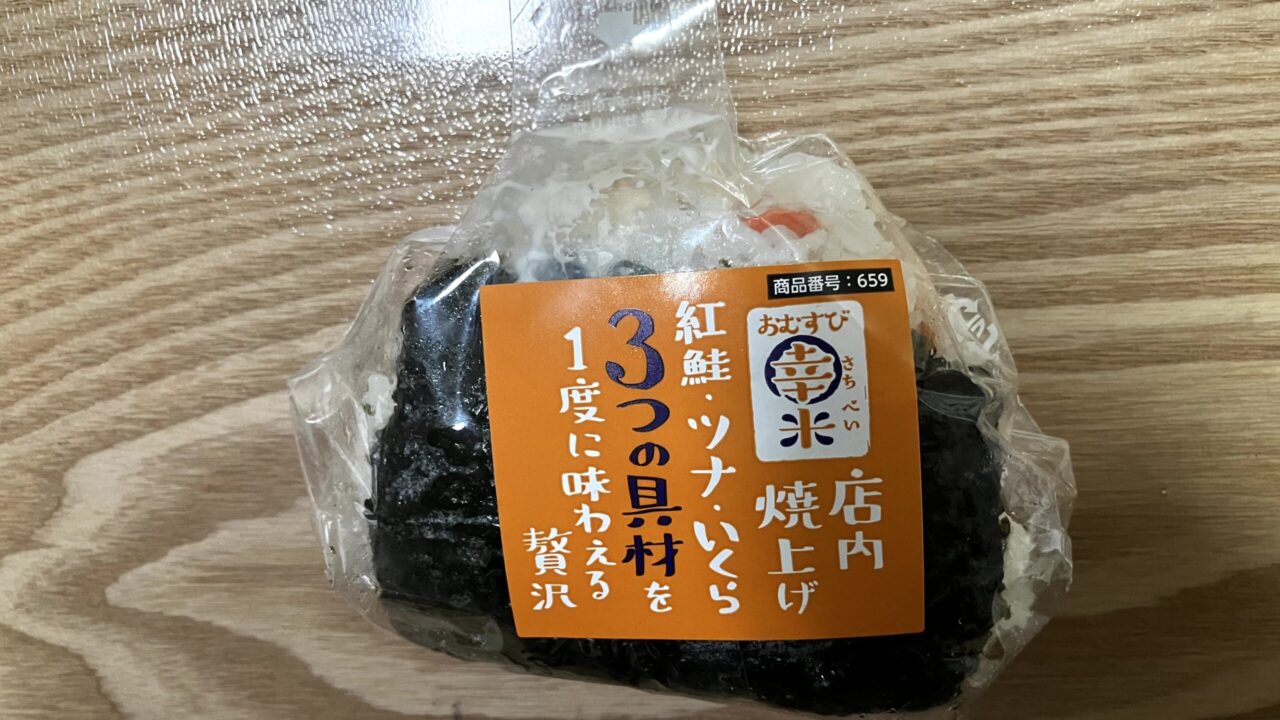 商品番号:659
おむすび
幸米
さちべい
店内
焼上げ
紅鮭・ツナ・いくら
3つの具材を
1度に味わえる
贅沢